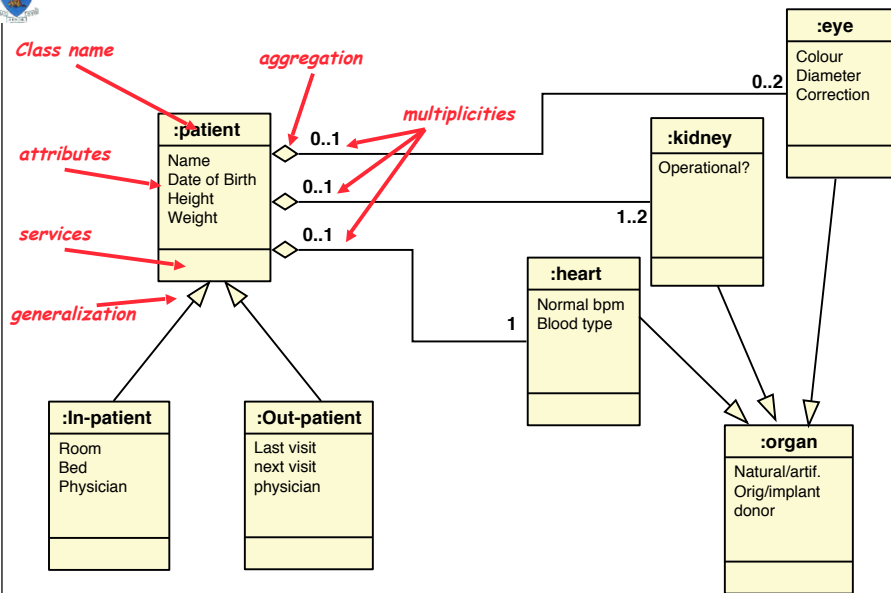 :eye
Colour
Diameter
Correction
Class name
aggregation
0..2
multiplicities
:patient
Name
Date of Birth
Height
Weight
0..1
0..1
0..1
:kidney
Operational?
1..2
attributes
services
generalization
:heart
Normal bpm
Blood type
1
:In-patient
Room
Bed
Physician
:Out-patient
Last visit
next visit
physician
:organ
Natural/artif.
Orig/implant
donor